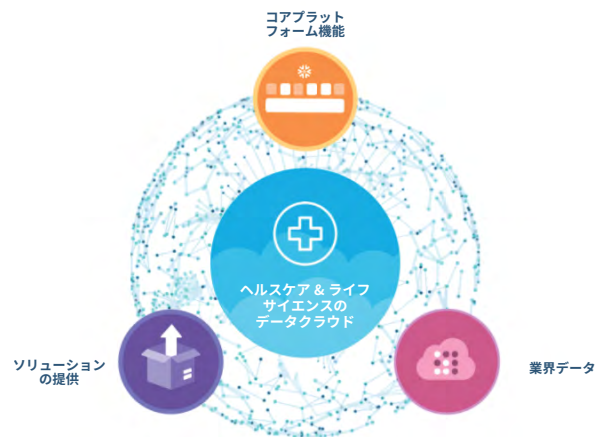 コアプラット
フォーム機能
ヘルスケア & ライフ
サイエンスの
データクラウド
ソリューション
の提供
業界データ